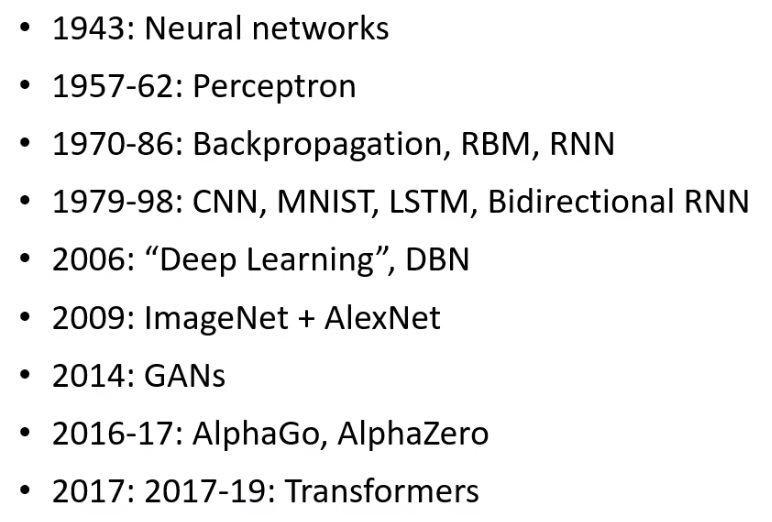 • 1943: Neural networks
• 1957-62: Perceptron
• 1970-86: Backpropagation, RBM, RNN
• 1979-98: CNN, MNIST, LSTM, Bidirectional RNN
• 2006: “Deep Learning”, DBN
• 2009: ImageNet + AlexNet
• 2014: GANs
• 2016-17: AlphaGo, AlphaZero
• 2017: 2017-19: Transformers